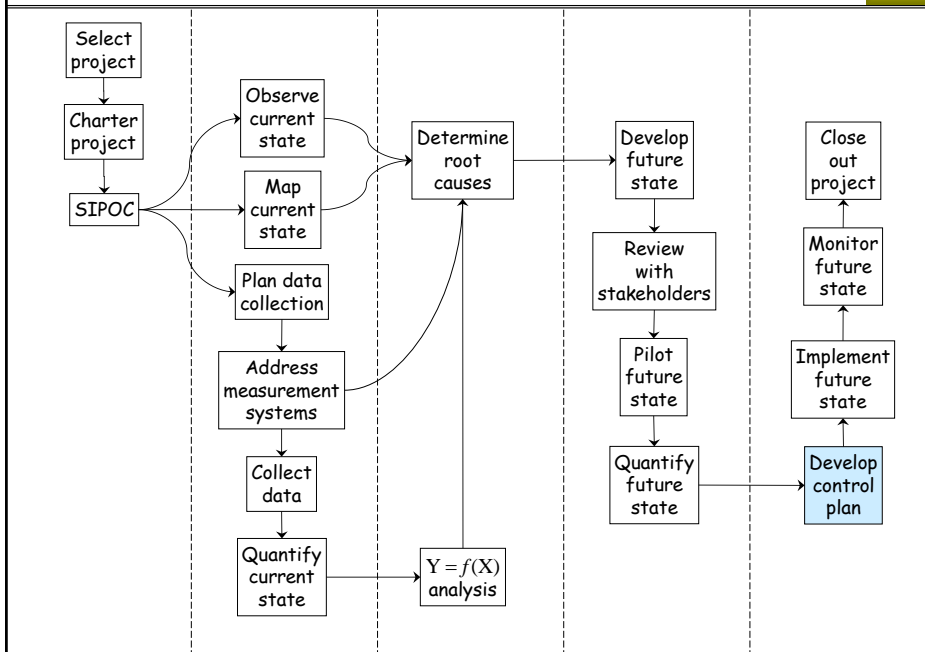 Select
project
Charter
project
SIPOC
Observe
current
state
Map
current
state
Plan data
collection
Address
measurement
systems
Collect
data
Quantify
current
state
Determine
root
causes
Y = f(X)
analysis
Develop
future
state
Review
with
stakeholders
Pilot
future
state
Quantify
future
state
Close
out
project
Monitor
future
state
Implement
future
state
Develop
control
plan